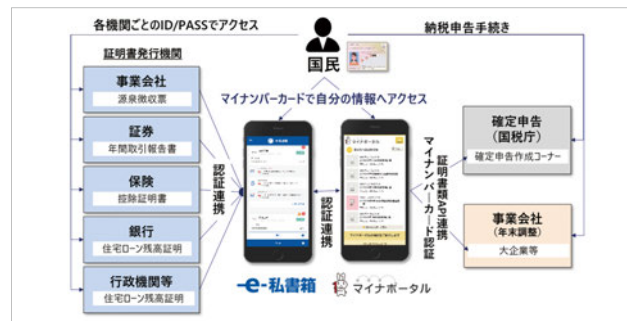 各機関ごとのID/PASSでアクセス
納税申告手続き
国民
証明書発行機関
マイナンバーカードで自分の情報へアクセス
事業会社
源泉徴収票
証券
年間取引報告書
保険
控除証明書
銀行
住宅ローン残高証明
行政機関等
住宅ローン残高証明
認証連携
認証連携
証明書類API連携
マイナンバーカード認証
確定申告
(国税庁)
確定申告作成コーナー
事業会社
(年末調整)
大企業等
e-私書箱
マイナポータル